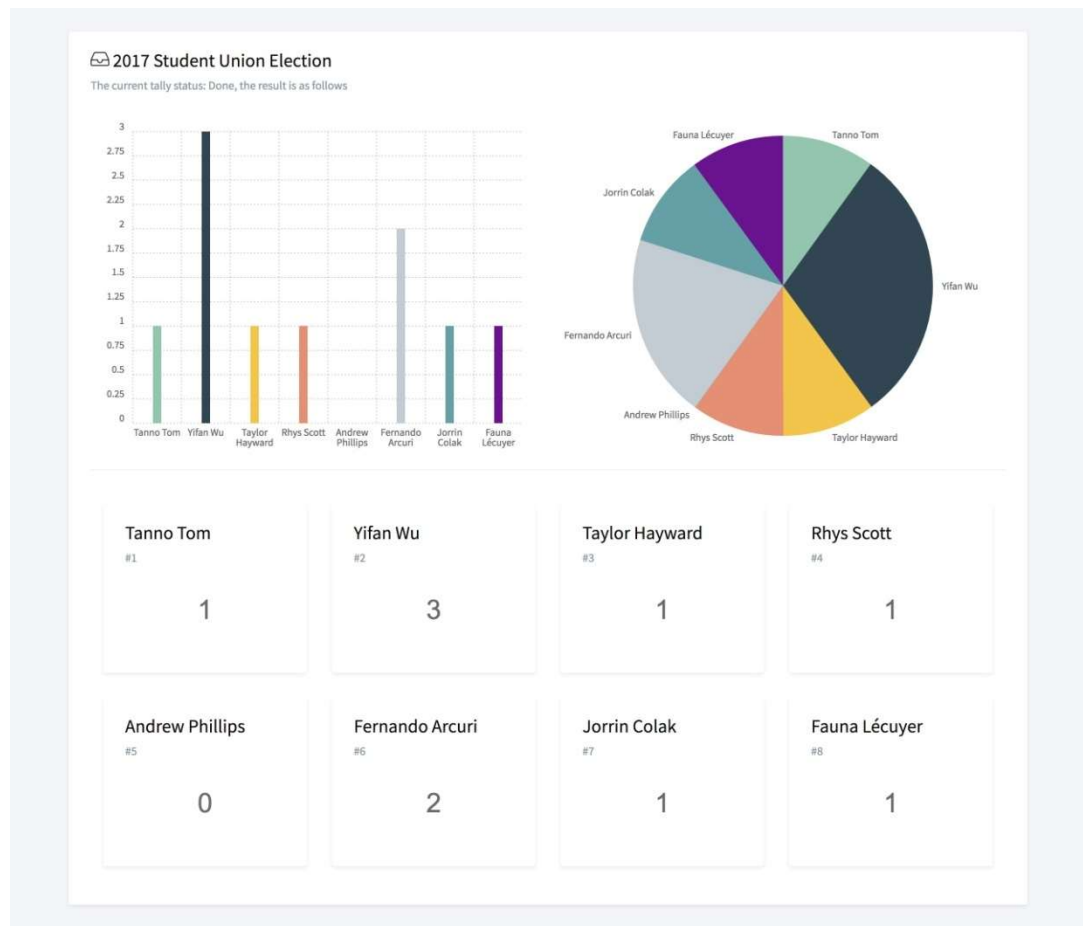 2017 Student Union Election
The current tally status: Done, the result is as follows
3
2.75
2.5
2.25
2
1.75
1.5
1.25
1
0.75
0.5
0.25
0
Tanno Tom
Yifan Wu
Taylor
Hayward
Rhys Scott
Andrew
Phillips
Fernando
Arcuri
Jorrin
Colak
Fauna
Lécuyer
Fauna Lécuyer
Tanno Tom
Jorrin Colak
Yifan Wu
Fernando Arcuri
Andrew Phillips
Rhys Scott
Taylor Hayward
Tanno Tom
#1
1
Yifan Wu
#2
3
Taylor Hayward
#3
1
Rhys Scott
#4
1
Andrew Phillips
#5
0
Fernando Arcuri
#6
2
Jorrin Colak
#7
1
Fauna Lécuyer
#8
1